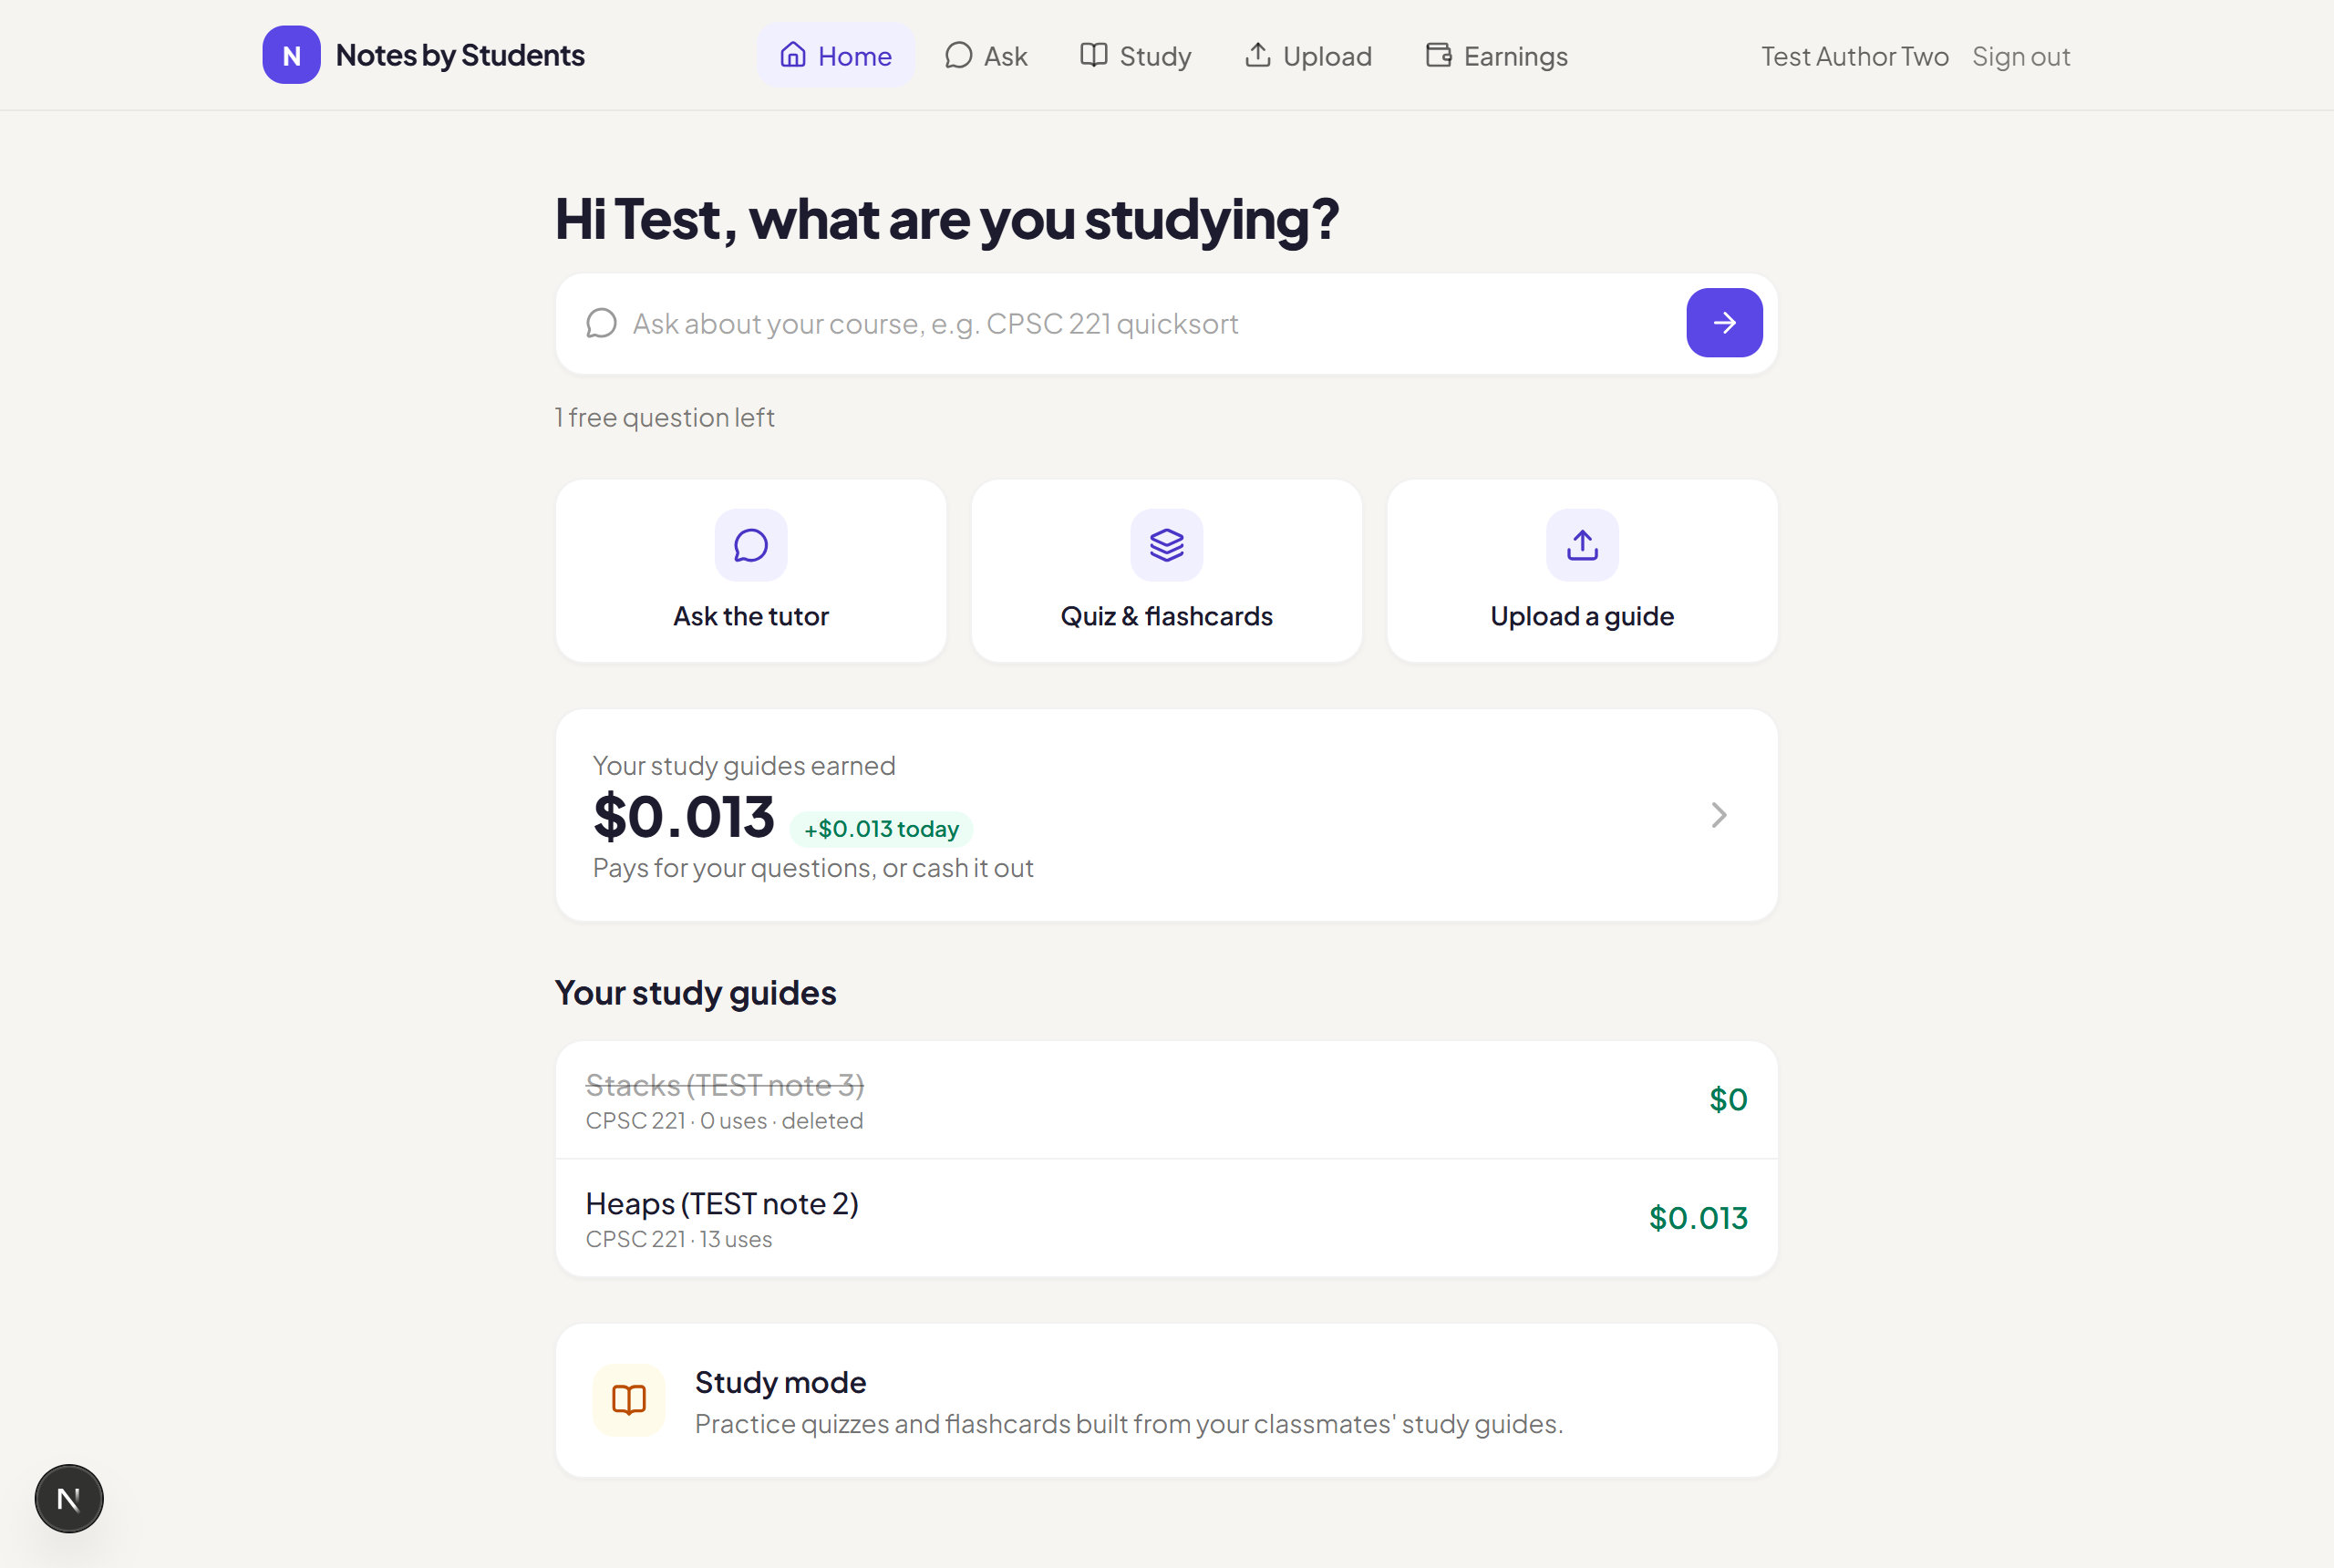 N Notes by Students Home Ask Study Upload Earnings Test Author Two Sign out
Hi Test, what are you studying?
Ask about your course, e.g. CPSC 221 quicksort
1 free question left
Ask the tutor Quiz & flashcards Upload a guide
Your study guides earned
$0.013 +$0.013 today
Pays for your questions, or cash it out
Your study guides
Stacks (TEST note 3)
CPSC 221 · 0 uses · deleted
$0
Heaps (TEST note 2)
CPSC 221 · 13 uses
$0.013
Study mode
Practice quizzes and flashcards built from your classmates' study guides.
N